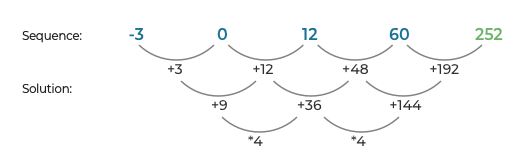 Sequence: -3 0 12 60 252
+3 +12 +48 +192
Solution:
+9 +36 +144
*4 *4